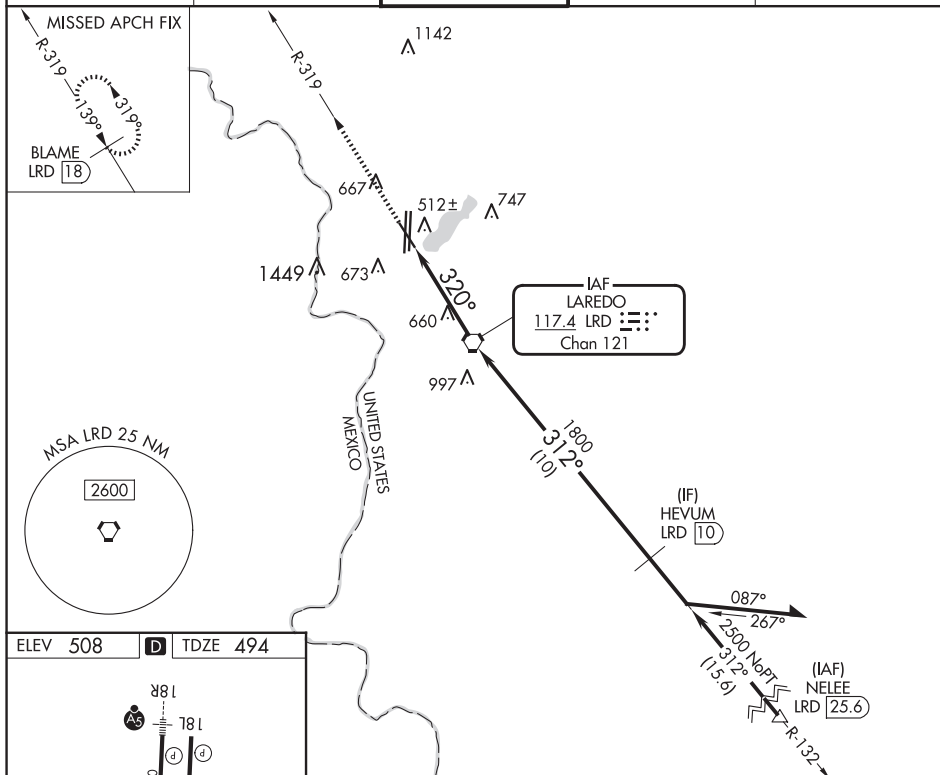 MISSED APCH FIX
R-319
139°
319°
BLAME
LRD 18
R-319
1142
667
512±
747
1449
673
320°
660
997
IAF
LAREDO
117.4 LRD
Chan 121
UNITED STATES
MEXICO
MSA LRD 25 NM
2600
1800
312°
(10)
(IF)
HEVUM
LRD 10
087°
267°
2500 NoPT
312°
(15.6)
(IAF)
NELEE
LRD 25.6
R-132
ELEV 508 D TDZE 494
18R
18L
A5
P
P